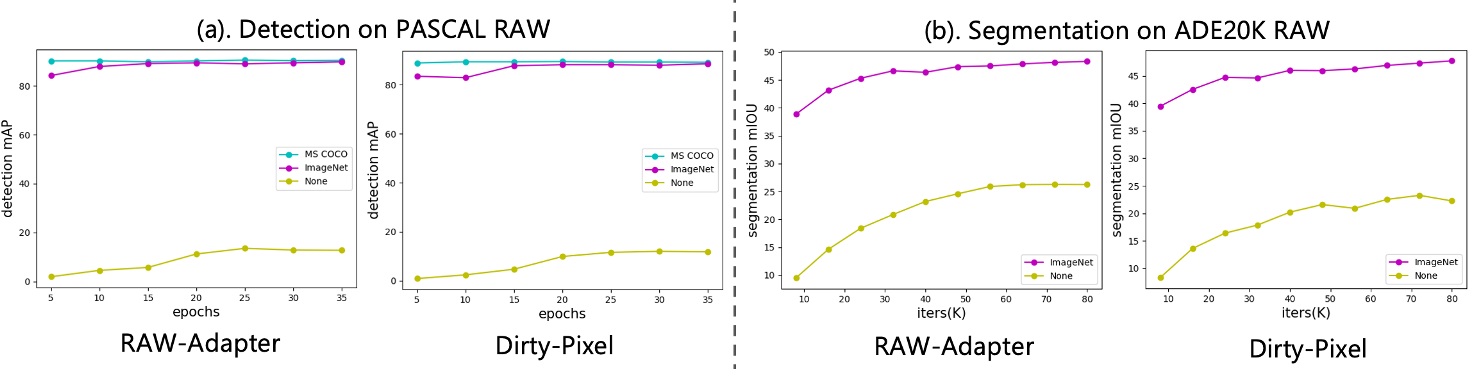 (a). Detection on PASCAL RAW
(b). Segmentation on ADE20K RAW
detection mAP
80
60
40
20
0
MS COCO
ImageNet
None
5 10 15 20 25 30 35
epochs
RAW-Adapter
detection mAP
80
60
40
20
0
MS COCO
ImageNet
None
5 10 15 20 25 30 35
epochs
Dirty-Pixel
segmentation mIOU
50
45
40
35
30
25
20
15
10
ImageNet
None
10 20 30 40 50 60 70 80
iters(K)
RAW-Adapter
segmentation mIOU
45
40
35
30
25
20
15
10
ImageNet
None
10 20 30 40 50 60 70 80
iters(K)
Dirty-Pixel